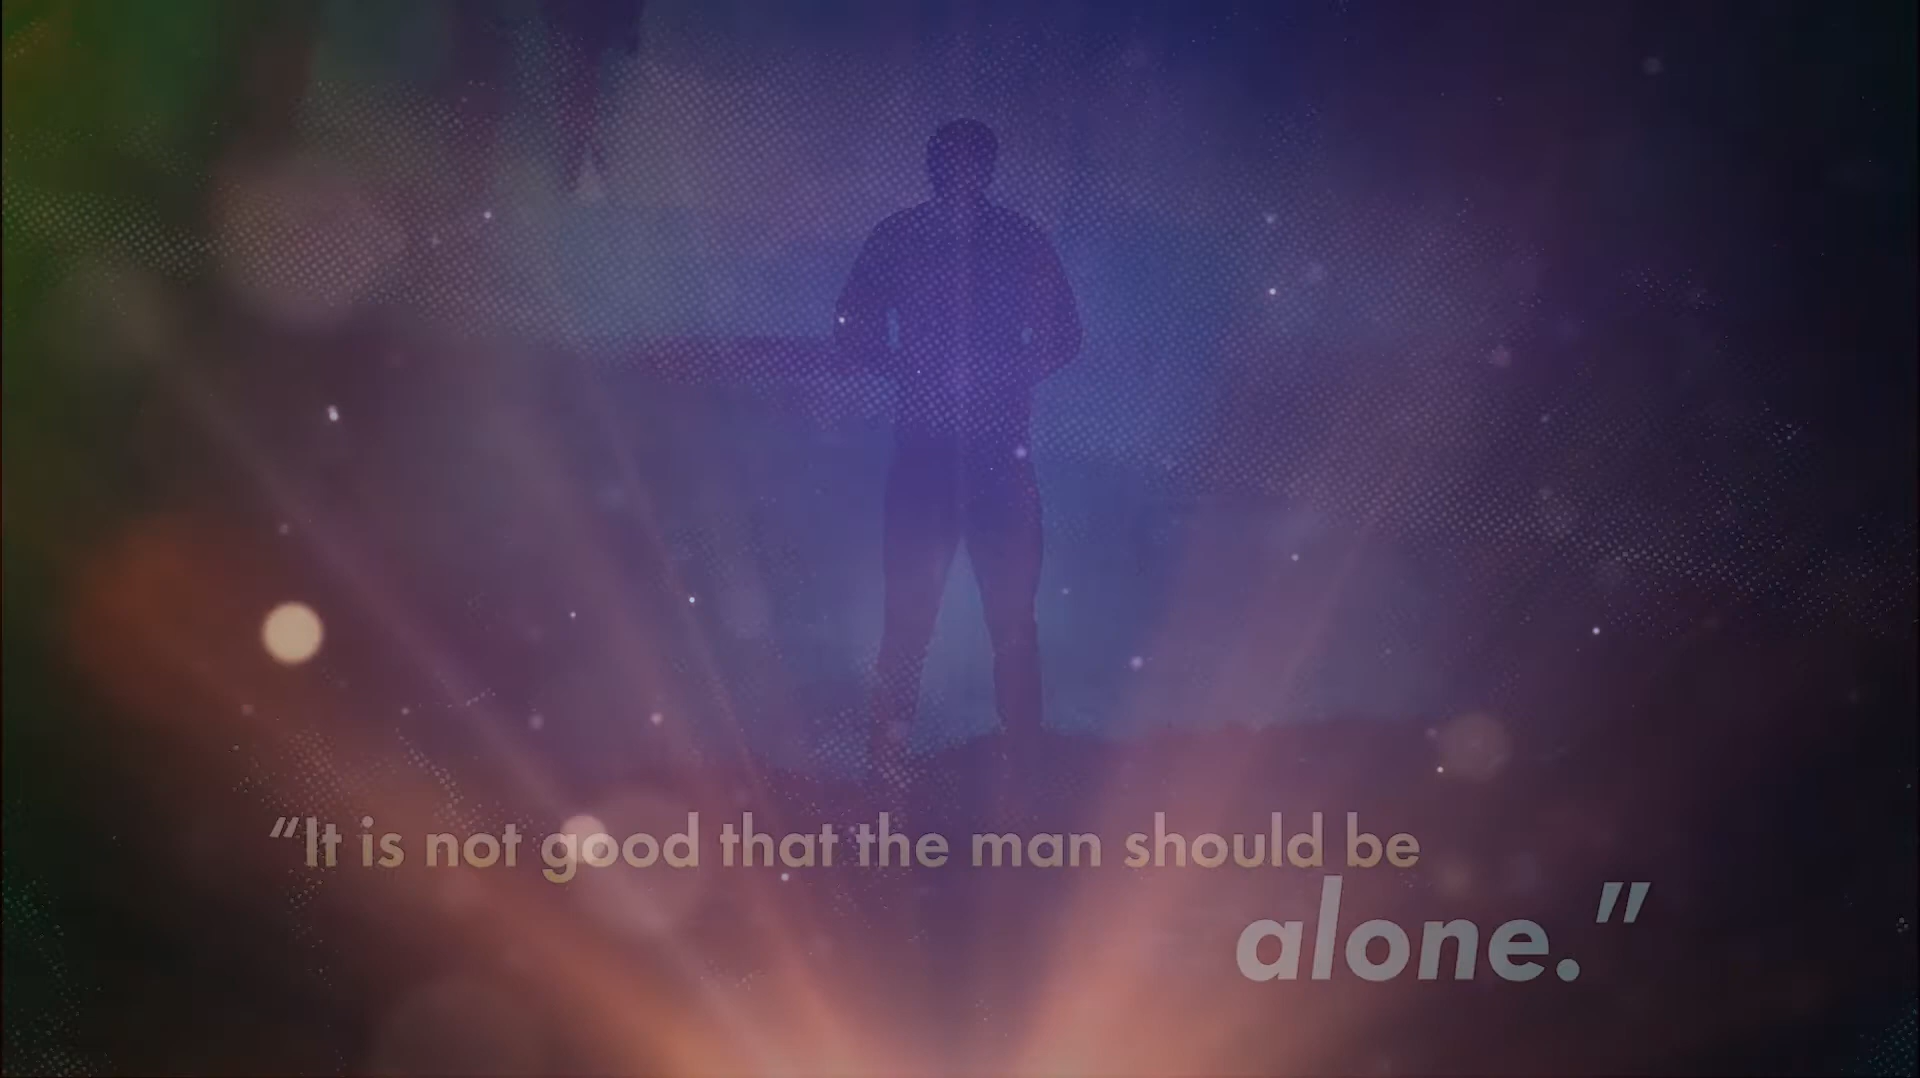 “It is not good that the man should be
alone.”